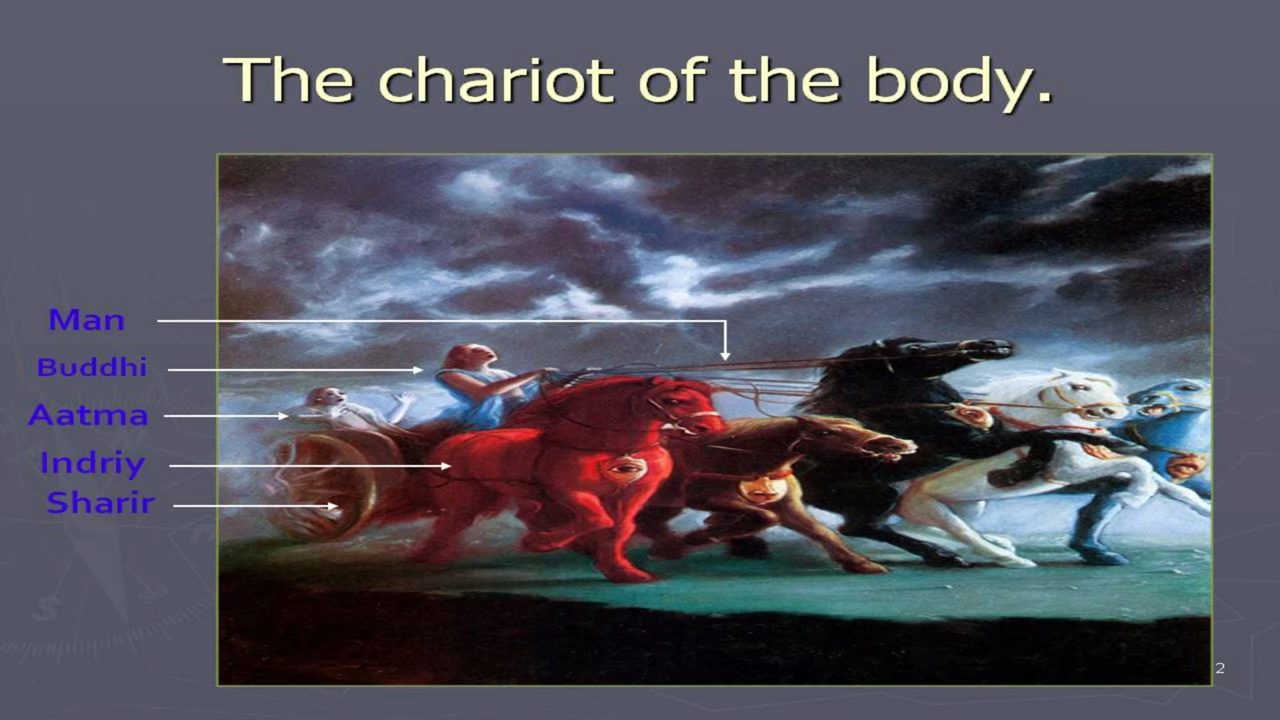 The chariot of the body.
Man
Buddhi
Aatma
Indriy
Sharir
2